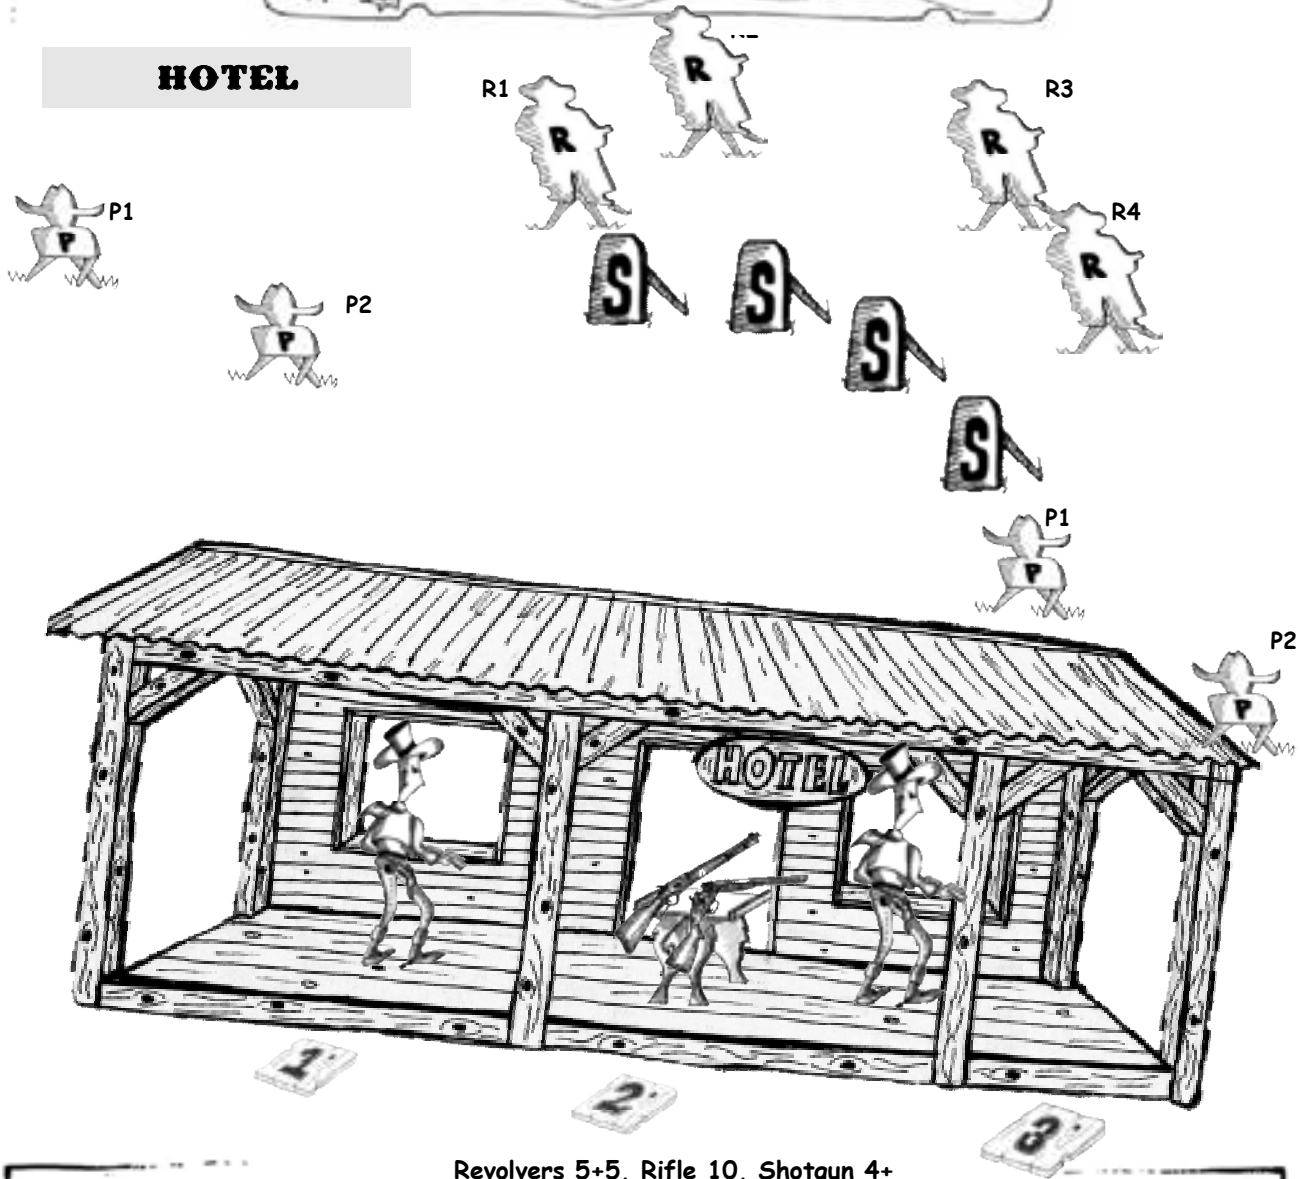 HOTEL
R1
R3
R
R
R
P1
R4
P
R
P2
P
S
S
S
S
P1
P
P2
P
HOTEL
1
2
3
Revolvers 5+5, Rifle 10, Shotgun 4+